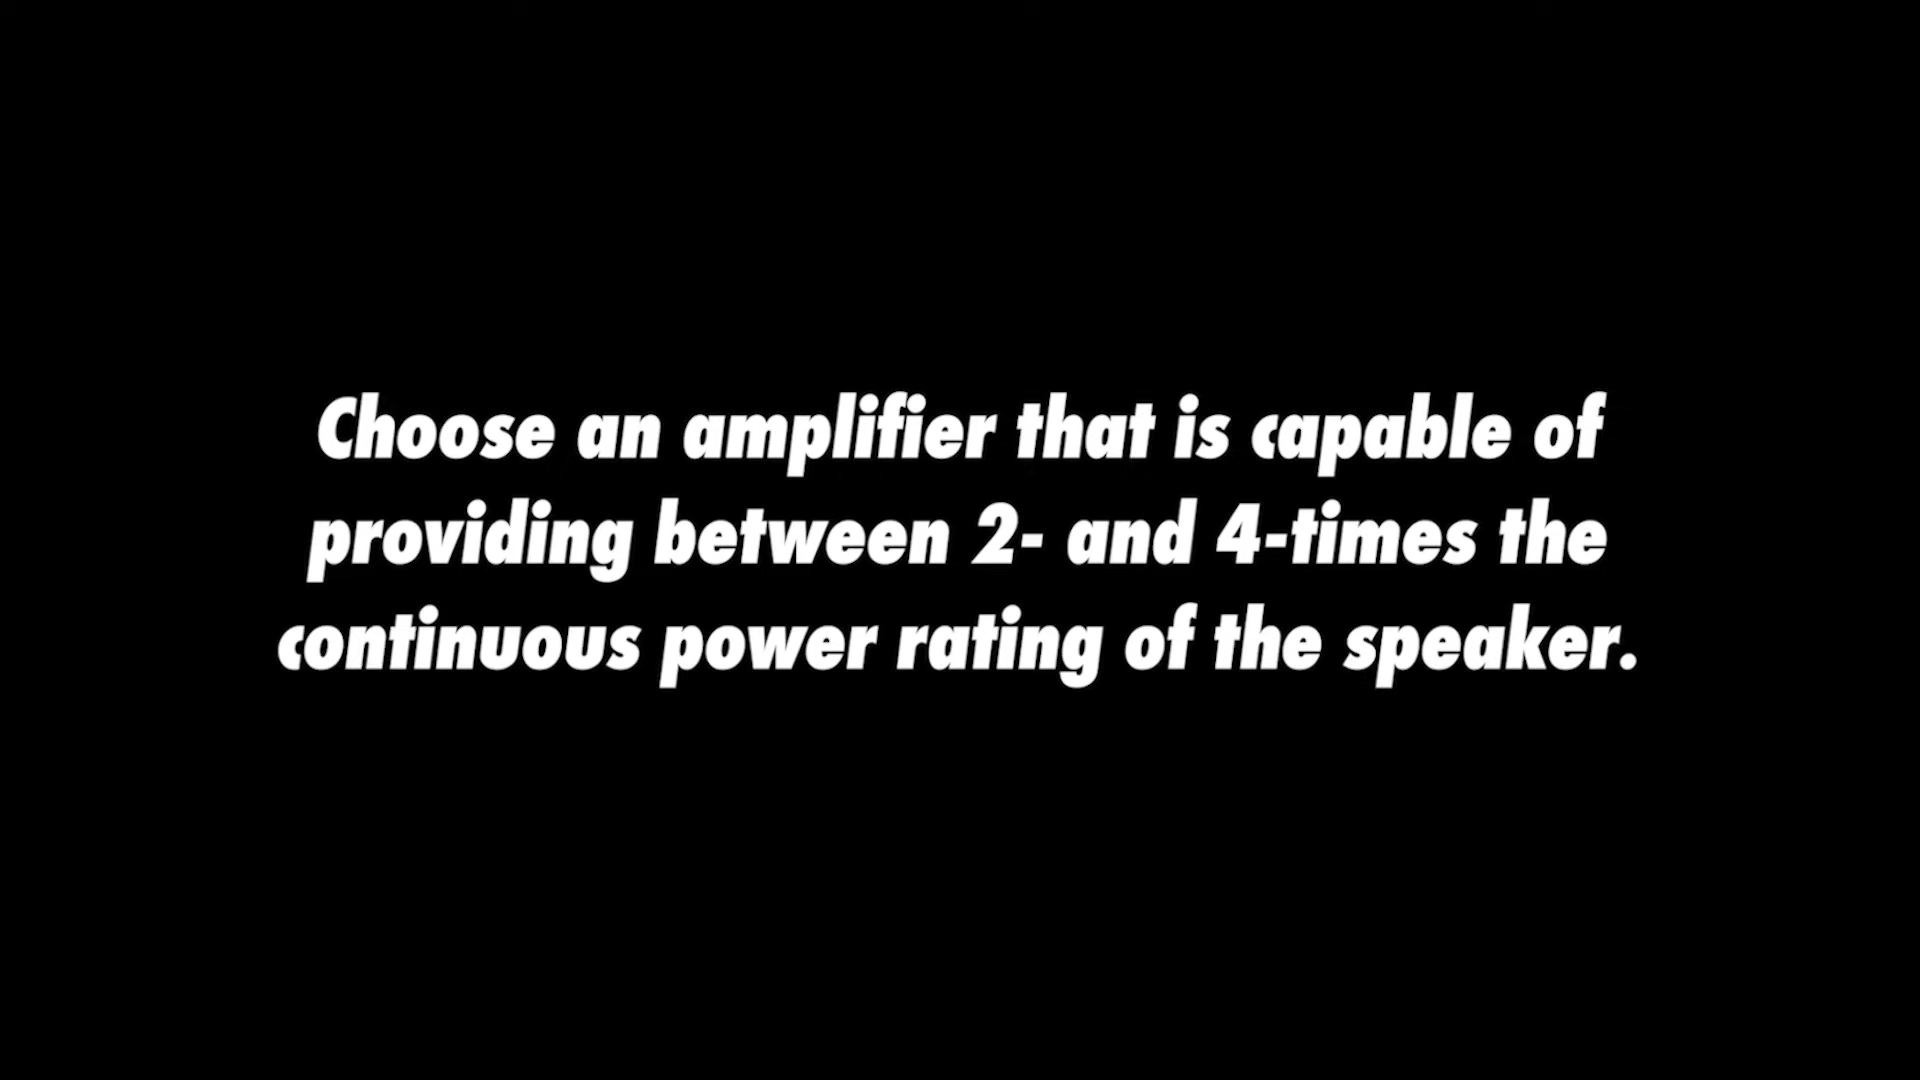 Choose an amplifier that is capable of
providing between 2- and 4-times the
continuous power rating of the speaker.